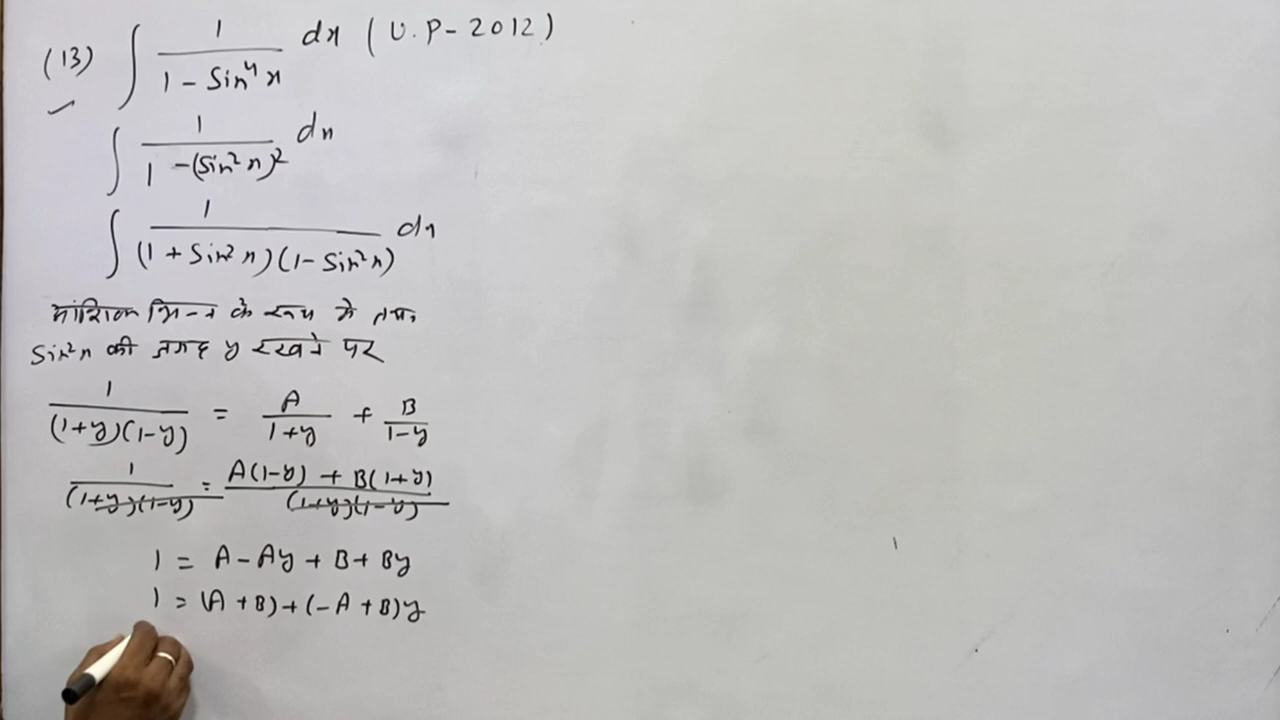 (13) ∫ 1/(1 - Sin⁴x) dx (U.P-2012)
∫ 1/(1 - (Sin²x)²) dx
∫ 1/((1 + Sin²x)(1 - Sin²x)) dx
आंशिक भिन्न के रूप में
Sin²x की जगह y रखने पर
1/((1+y)(1-y)) = A/(1+y) + B/(1-y)
1/((1+y)(1-y)) = (A(1-y) + B(1+y))/((1+y)(1-y))
1 = A - Ay + B + By
1 = (A + B) + (-A + B)y